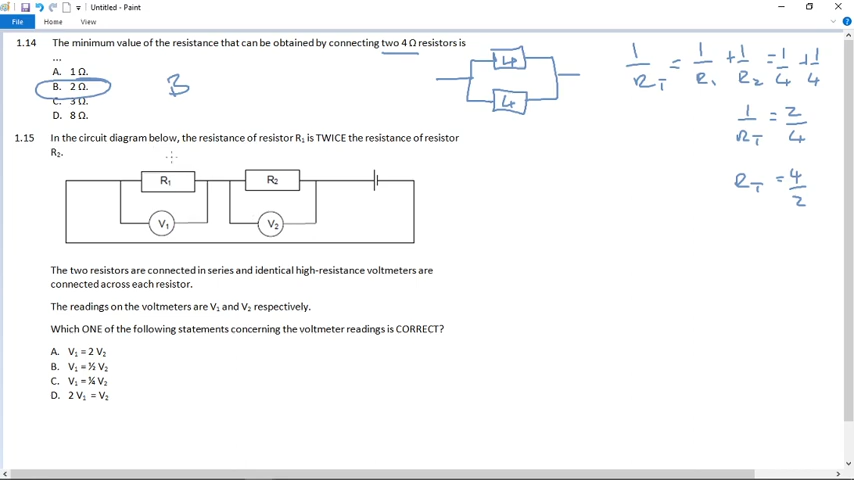 Untitled - Paint
File Home View
1.14 The minimum value of the resistance that can be obtained by connecting two 4 Ω resistors is
...
A. 1 Ω.
B. 2 Ω.
C. 3 Ω.
D. 8 Ω.
B
4
4
1/RT = 1/R1 + 1/R2 = 1/4 + 1/4
1/RT = 2/4
RT = 4/2
1.15 In the circuit diagram below, the resistance of resistor R₁ is TWICE the resistance of resistor
R₂.
R₁ R₂
V₁ V₂
The two resistors are connected in series and identical high-resistance voltmeters are
connected across each resistor.
The readings on the voltmeters are V₁ and V₂ respectively.
Which ONE of the following statements concerning the voltmeter readings is CORRECT?
A. V₁ = 2 V₂
B. V₁ = ½ V₂
C. V₁ = ¼ V₂
D. 2 V₁ = V₂